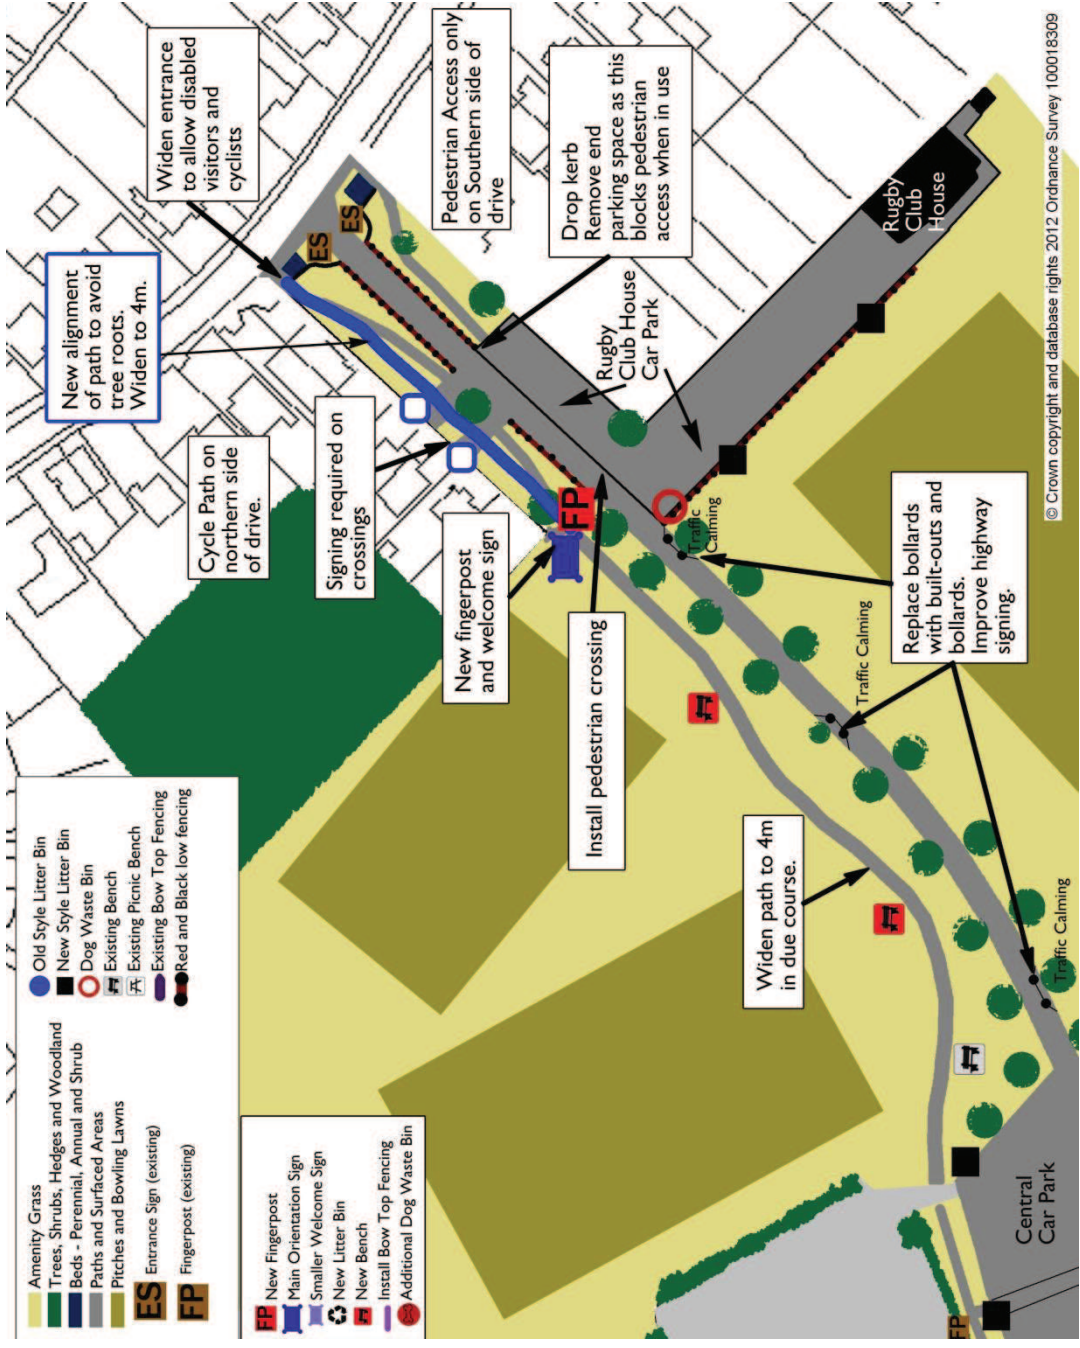 Widen entrance
to allow disabled
visitors and
cyclists
Pedestrian Access only
on Southern side of
drive
Drop kerb
Remove end
parking space as this
blocks pedestrian
access when in use
New alignment
of path to avoid
tree roots.
Widen to 4m.
ES
ES
Cycle Path on
northern side
of drive.
Signing required on
crossings
Rugby
Club House
Car Park
Rugby
Club
House
New fingerpost
and welcome sign
FP
Install pedestrian crossing
Traffic
Calming
Replace bollards
with built-outs and
bollards.
Improve highway
signing.
Traffic Calming
Widen path to 4m
in due course.
Traffic Calming
Central
Car Park
FP
Amenity Grass
Trees, Shrubs, Hedges and Woodland
Beds - Perennial, Annual and Shrub
Paths and Surfaced Areas
Pitches and Bowling Lawns
ES Entrance Sign (existing)
FP Fingerpost (existing)
Old Style Litter Bin
New Style Litter Bin
Dog Waste Bin
Existing Bench
Existing Picnic Bench
Existing Bow Top Fencing
Red and Black low fencing
FP New Fingerpost
Main Orientation Sign
Smaller Welcome Sign
New Litter Bin
New Bench
Install Bow Top Fencing
Additional Dog Waste Bin
© Crown copyright and database rights 2012 Ordnance Survey 100018309